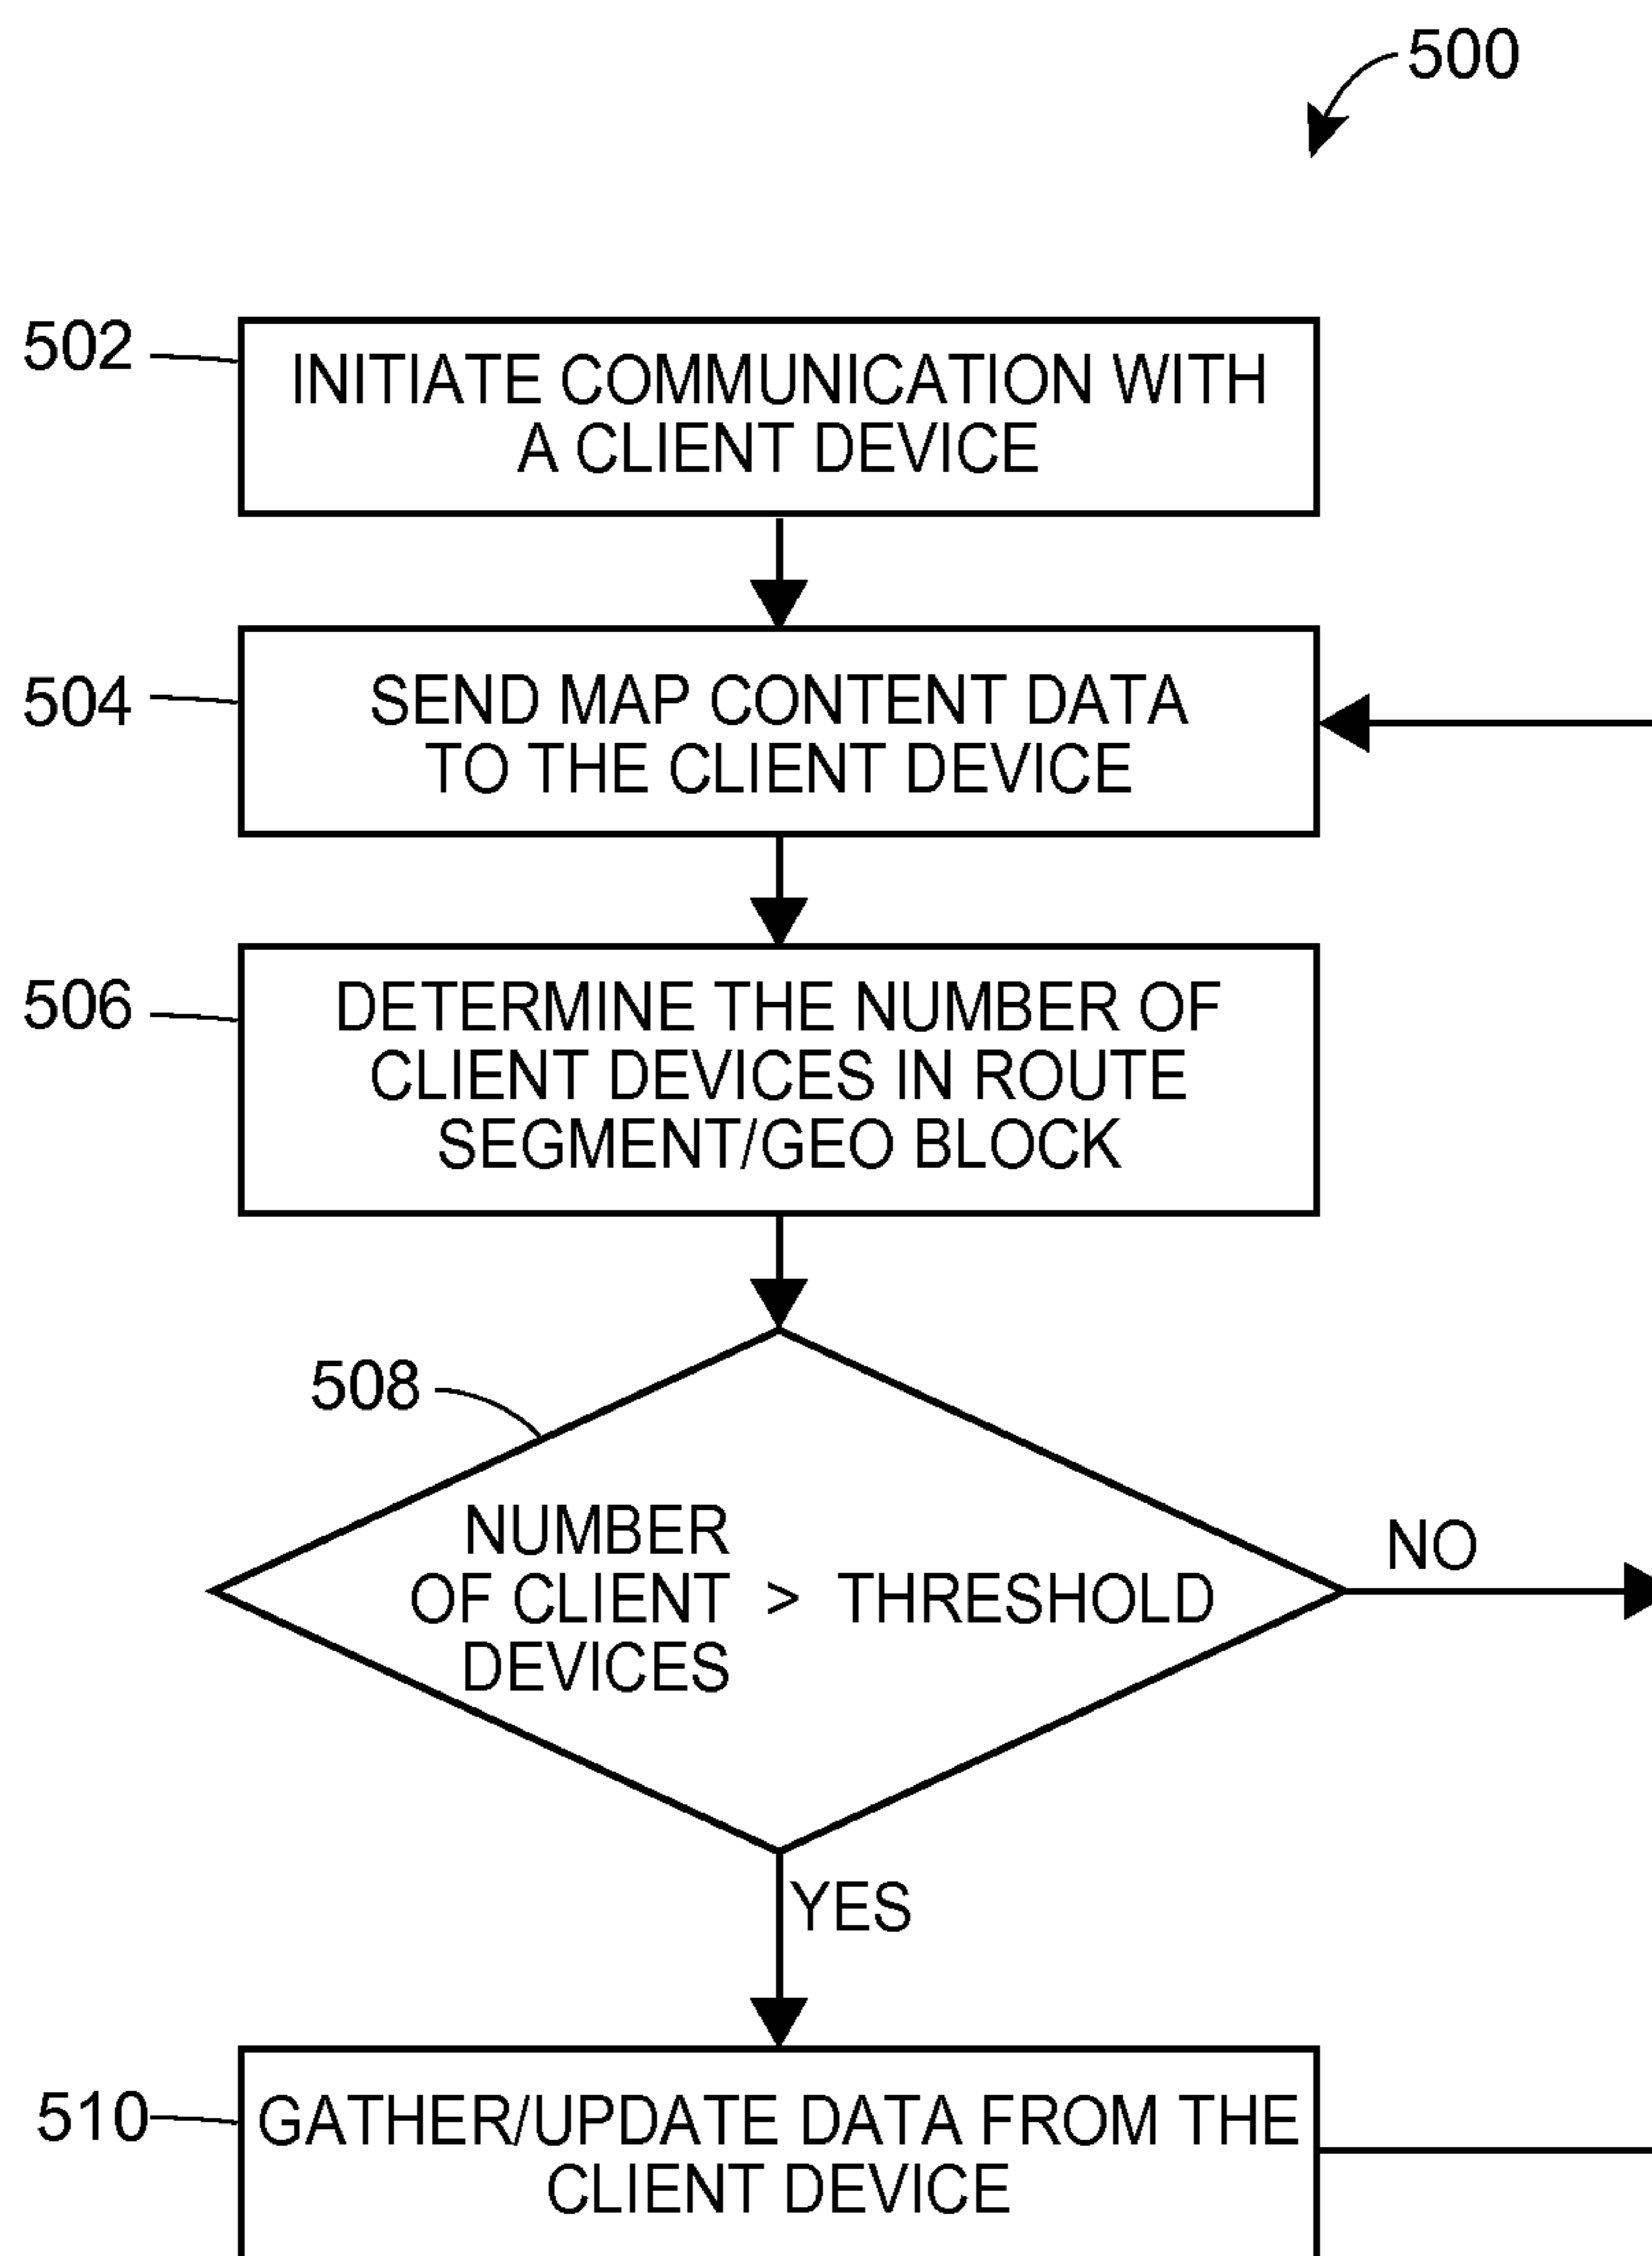 500
502
INITIATE COMMUNICATION WITH
A CLIENT DEVICE
504
SEND MAP CONTENT DATA
TO THE CLIENT DEVICE
506
DETERMINE THE NUMBER OF
CLIENT DEVICES IN ROUTE
SEGMENT/GEO BLOCK
508
NUMBER
OF CLIENT > THRESHOLD
DEVICES
NO
YES
510
GATHER/UPDATE DATA FROM THE
CLIENT DEVICE